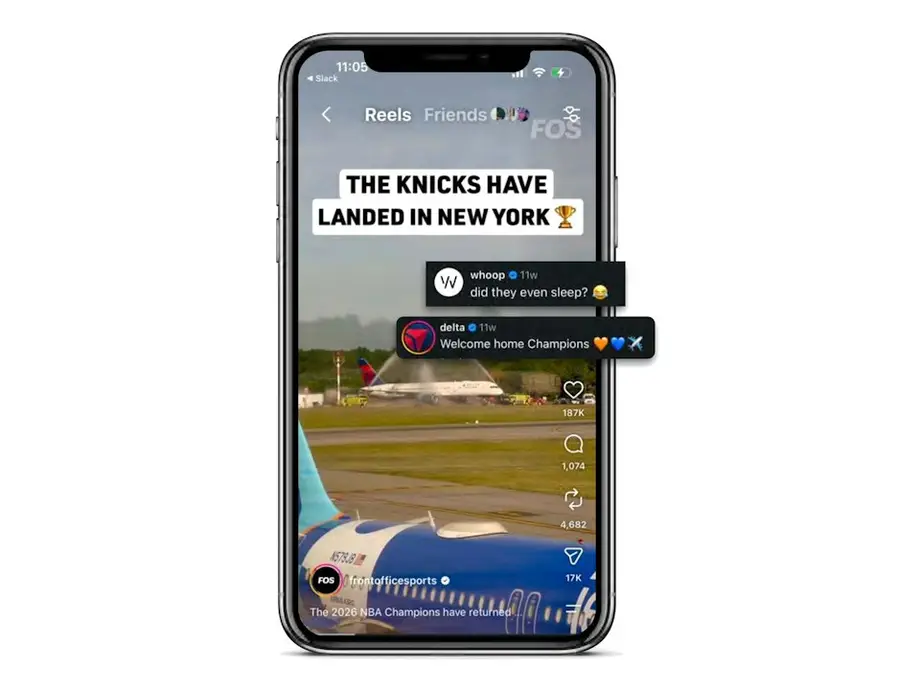 11:05
◀ Slack
Reels Friends
FOS
THE KNICKS HAVE
LANDED IN NEW YORK 🏆
whoop 11w
did they even sleep? 😂
delta 11w
Welcome home Champions 🧡💙✈️
187K
1,074
4,682
17K
N579JB
FOS frontofficesports
The 2026 NBA Champions have returned...